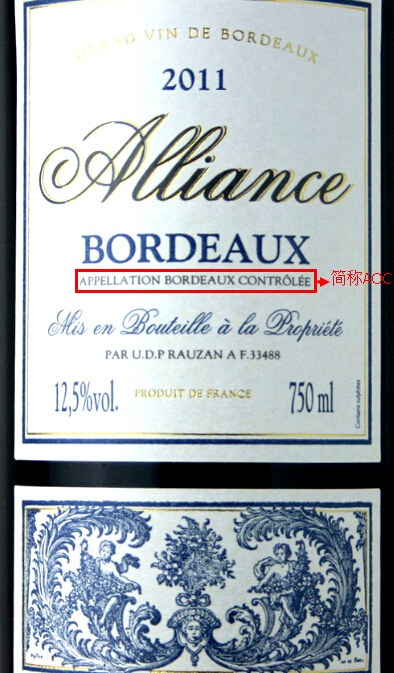 GRAND VIN DE BORDEAUX
2011
Alliance
BORDEAUX
APPELLATION BORDEAUX CONTRÔLÉE
简称ACC
Mis en Bouteille à la Propriété
PAR U.D.P RAUZAN A F.33488
12,5%vol.
PRODUIT DE FRANCE
750 ml
Contains sulphites